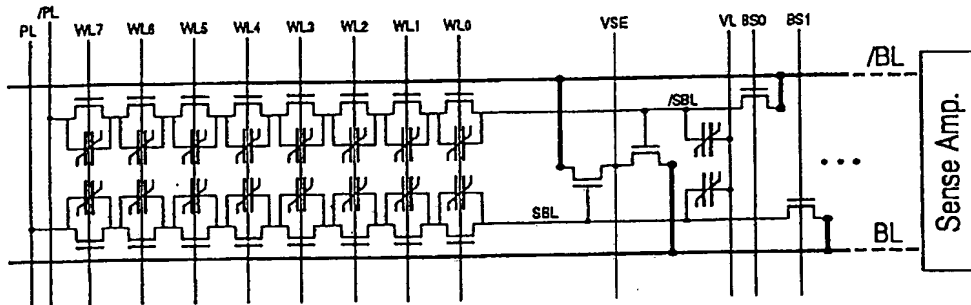 /PL
PL WL7 WL6 WL5 WL4 WL3 WL2 WL1 WL0 VSE VL BS0 BS1
/BL
/SBL
SBL
BL
Sense Amp.